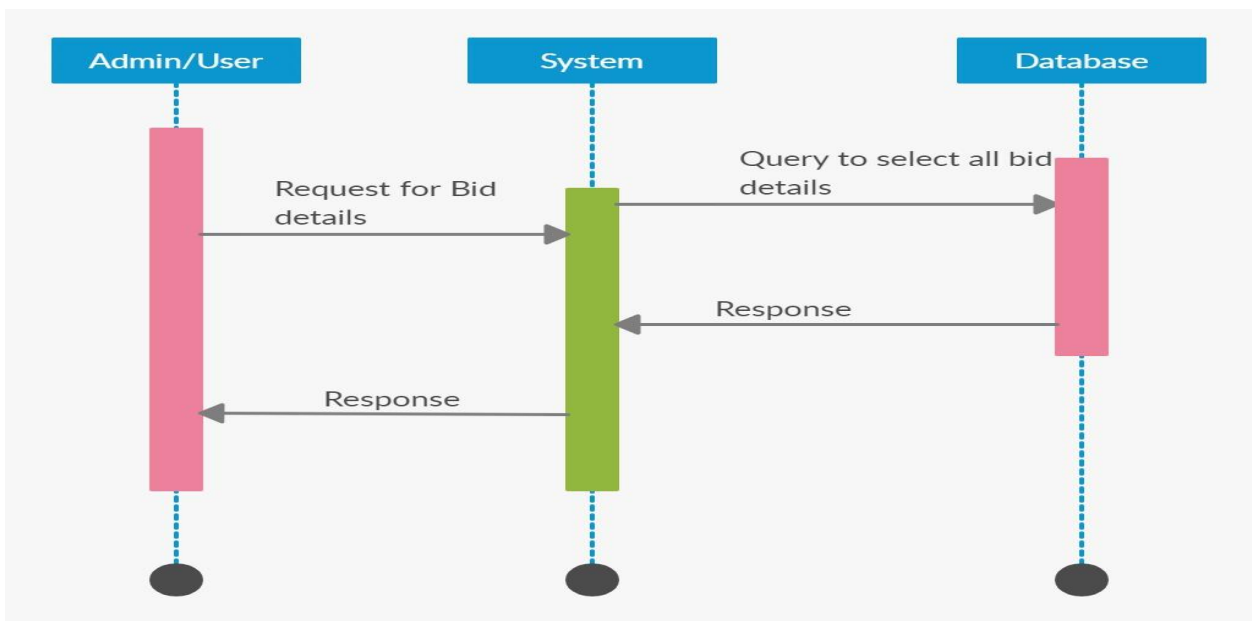 Admin/User
System
Database
Query to select all bid
details
Request for Bid
details
Response
Response